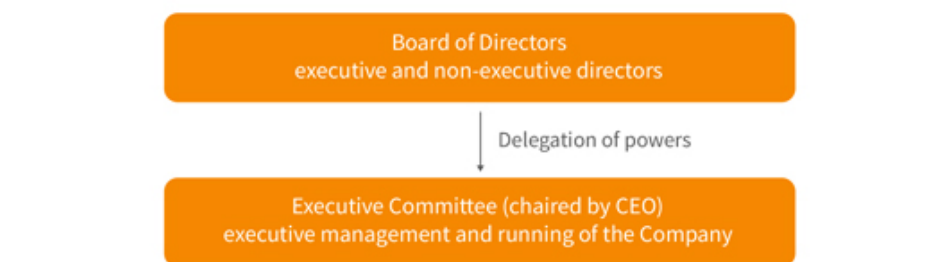 Board of Directors
executive and non-executive directors
Delegation of powers
Executive Committee (chaired by CEO)
executive management and running of the Company